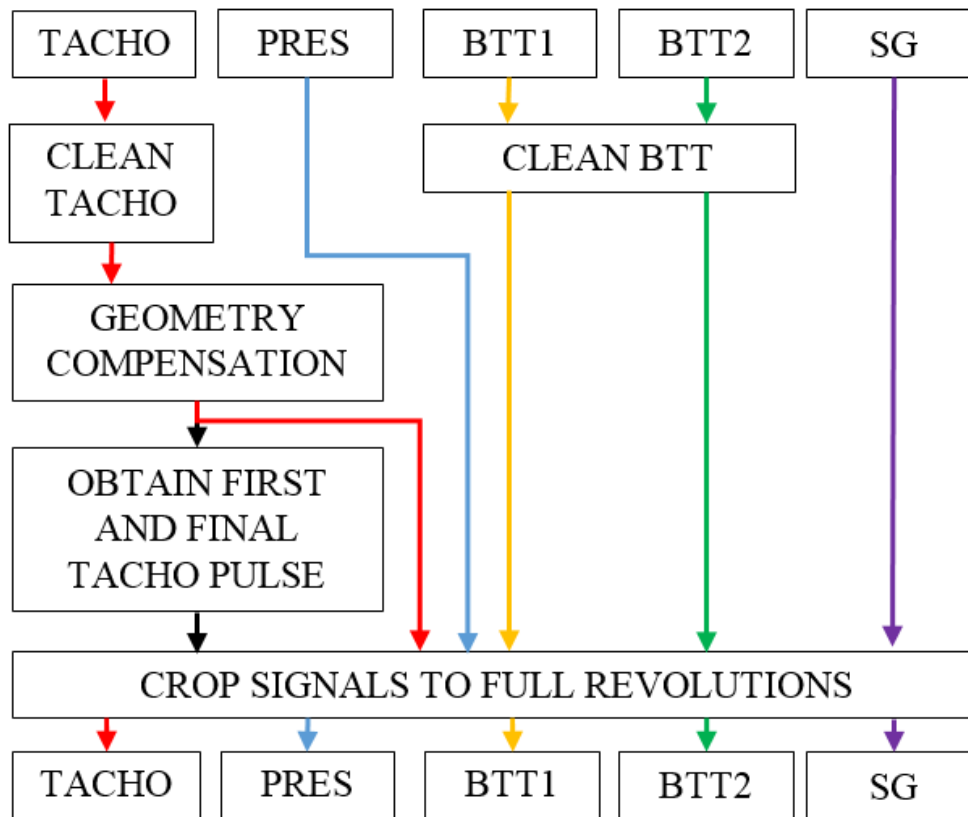 TACHO
PRES
BTT1
BTT2
SG
CLEAN
TACHO
CLEAN BTT
GEOMETRY
COMPENSATION
OBTAIN FIRST
AND FINAL
TACHO PULSE
CROP SIGNALS TO FULL REVOLUTIONS
TACHO
PRES
BTT1
BTT2
SG